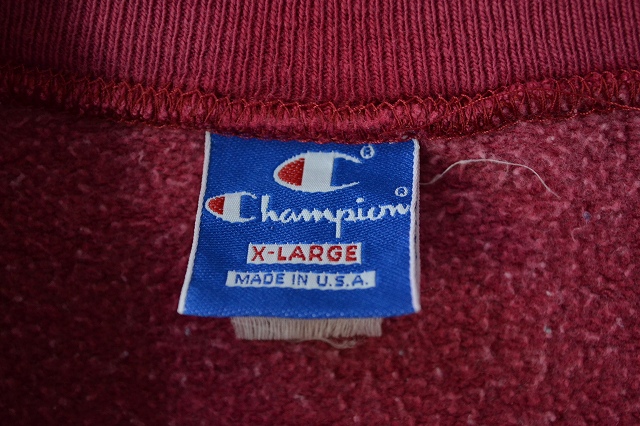 C®
Champion®
X-LARGE
MADE IN U.S.A.